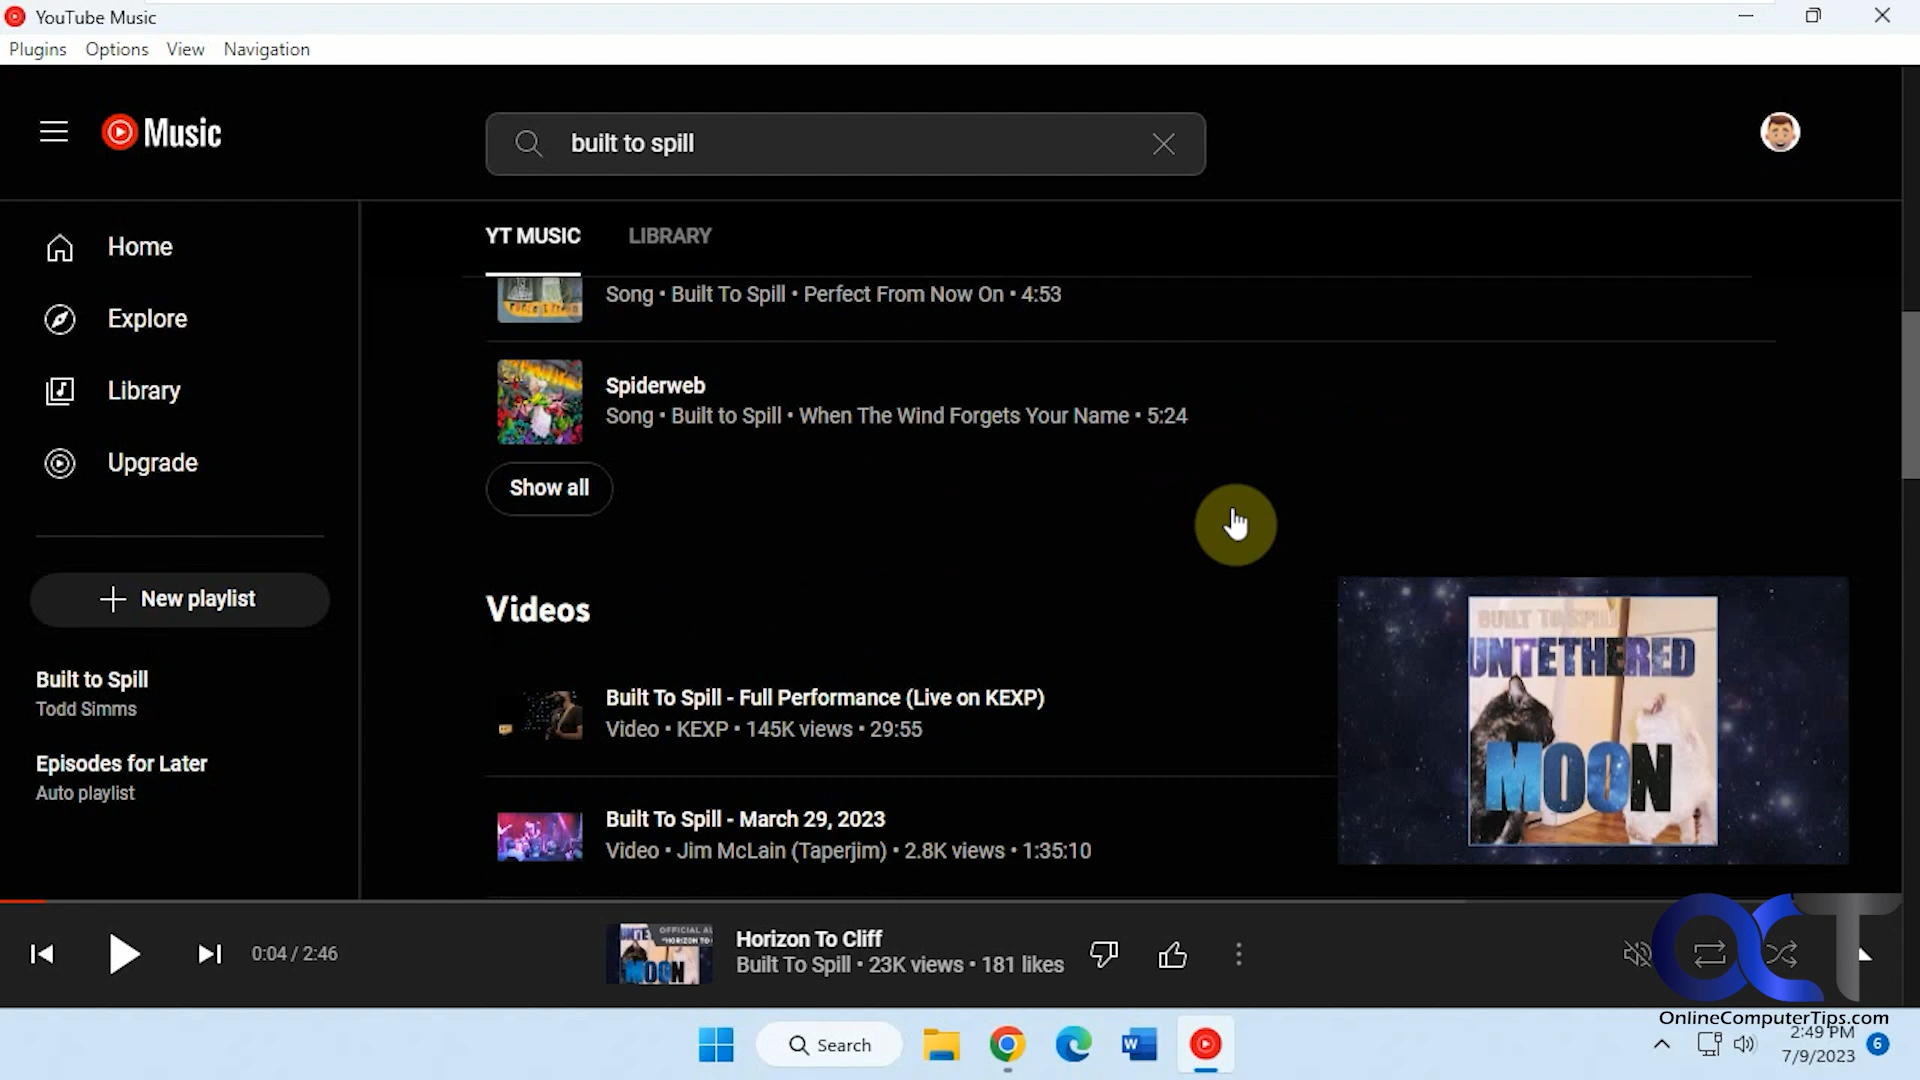 YouTube Music
Plugins Options View Navigation
Music
built to spill
Home
Explore
Library
Upgrade
New playlist
Built to Spill
Todd Simms
Episodes for Later
Auto playlist
YT MUSIC LIBRARY
Song • Built To Spill • Perfect From Now On • 4:53
Spiderweb
Song • Built to Spill • When The Wind Forgets Your Name • 5:24
Show all
Videos
Built To Spill - Full Performance (Live on KEXP)
Video • KEXP • 145K views • 29:55
Built To Spill - March 29, 2023
Video • Jim McLain (Taperjim) • 2.8K views • 1:35:10
BUILT TO SPILL
UNTETHERED
MOON
0:04 / 2:46
MOON
Horizon To Cliff
Built To Spill • 23K views • 181 likes
OCT
OnlineComputerTips.com
Search
2:49 PM
7/9/2023
6